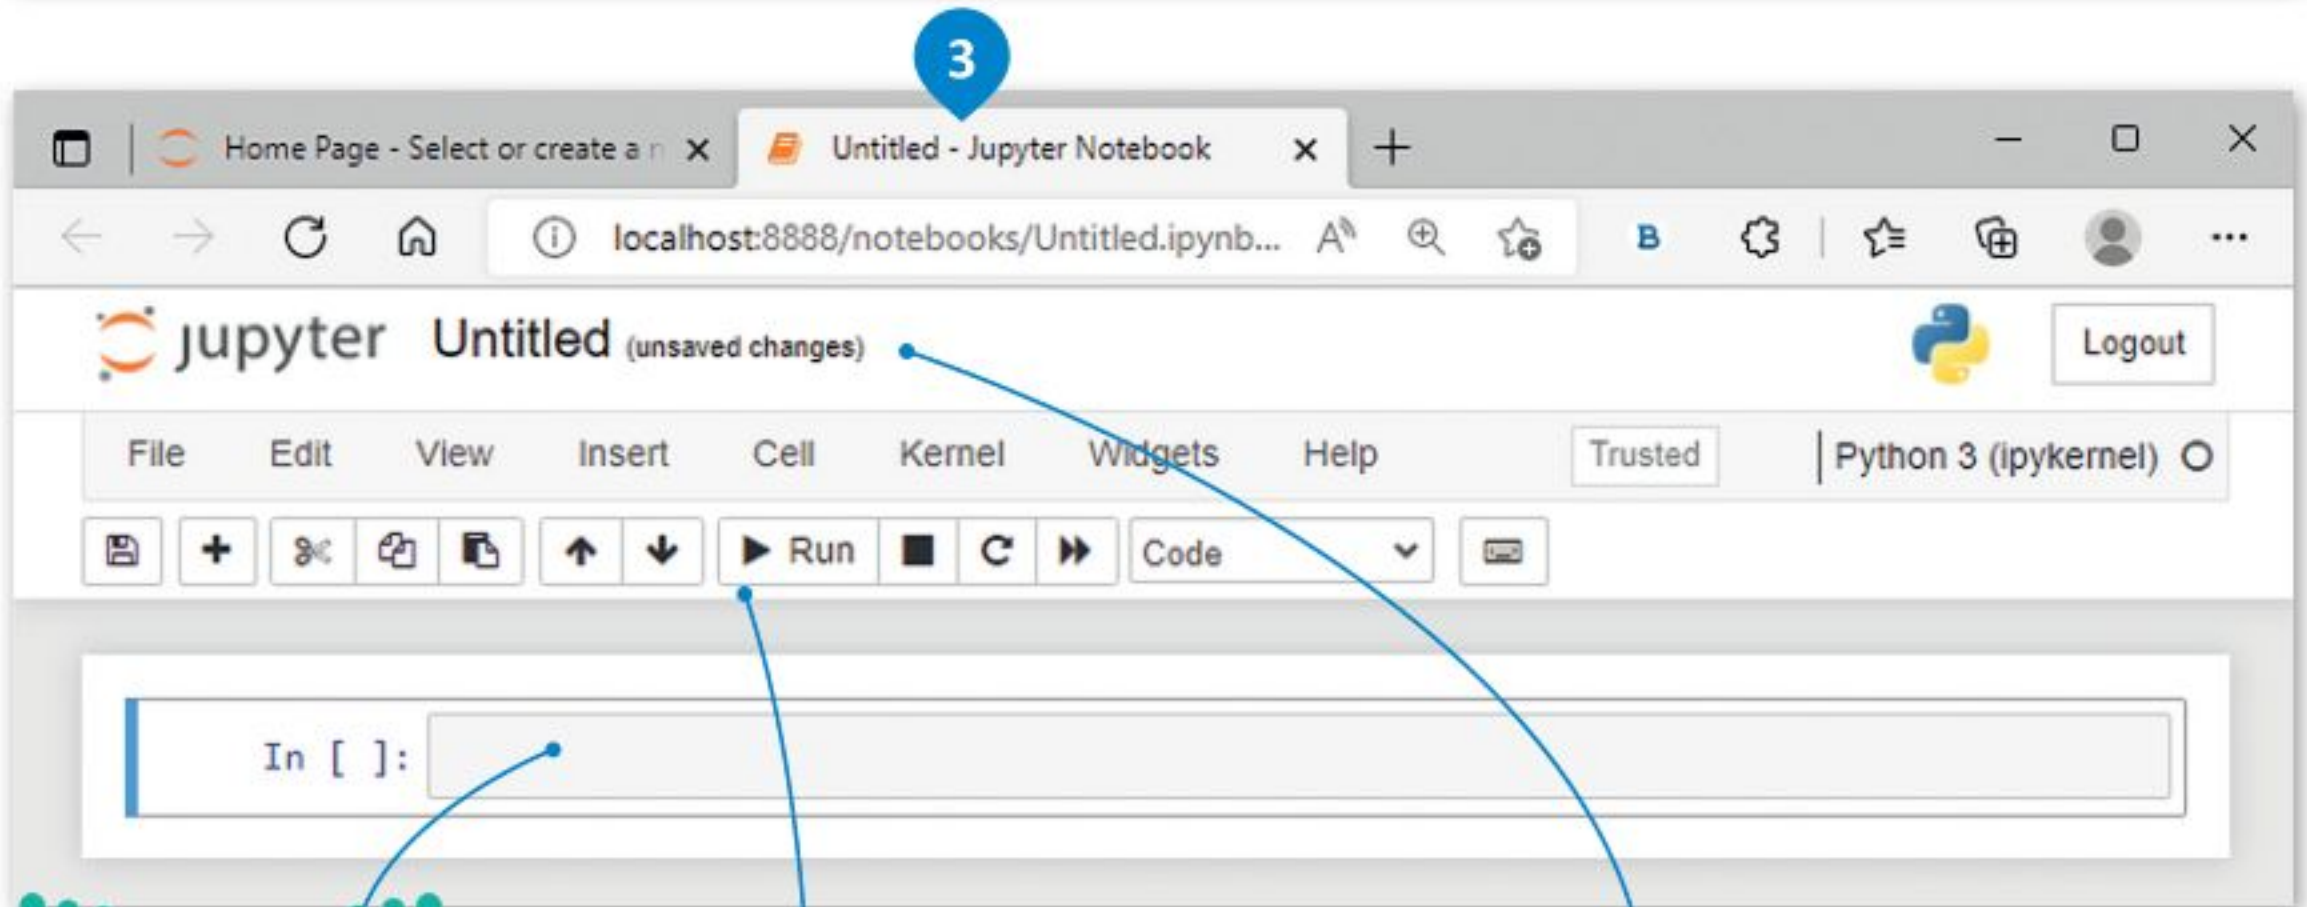 3
Home Page - Select or create a n
Untitled - Jupyter Notebook
localhost:8888/notebooks/Untitled.ipynb...
B
jupyter Untitled (unsaved changes)
Logout
File Edit View Insert Cell Kernel Widgets Help Trusted Python 3 (ipykernel)
Run Code
In [ ]: